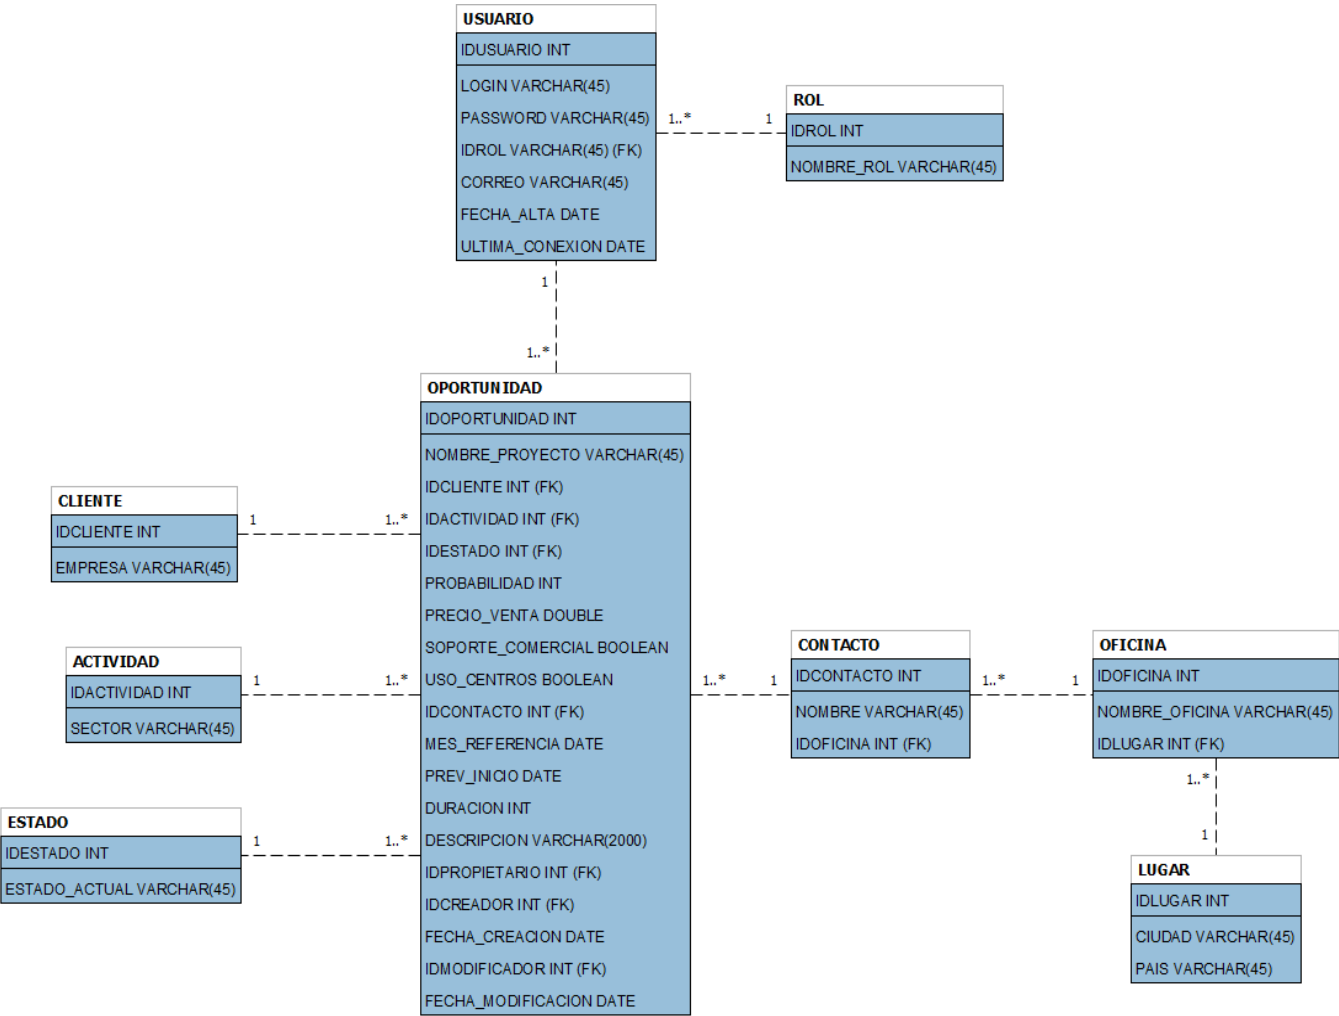 USUARIO
IDUSUARIO INT
LOGIN VARCHAR(45)
PASSWORD VARCHAR(45)
IDROL VARCHAR(45) (FK)
CORREO VARCHAR(45)
FECHA_ALTA DATE
ULTIMA_CONEXION DATE
1..*
1
ROL
IDROL INT
NOMBRE_ROL VARCHAR(45)
1
1..*
OPORTUNIDAD
IDOPORTUNIDAD INT
NOMBRE_PROYECTO VARCHAR(45)
IDCLIENTE INT (FK)
IDACTIVIDAD INT (FK)
IDESTADO INT (FK)
PROBABILIDAD INT
PRECIO_VENTA DOUBLE
SOPORTE_COMERCIAL BOOLEAN
USO_CENTROS BOOLEAN
IDCONTACTO INT (FK)
MES_REFERENCIA DATE
PREV_INICIO DATE
DURACION INT
DESCRIPCION VARCHAR(2000)
IDPROPIETARIO INT (FK)
IDCREADOR INT (FK)
FECHA_CREACION DATE
IDMODIFICADOR INT (FK)
FECHA_MODIFICACION DATE
CLIENTE
IDCLIENTE INT
EMPRESA VARCHAR(45)
1
1..*
ACTIVIDAD
IDACTIVIDAD INT
SECTOR VARCHAR(45)
1
1..*
ESTADO
IDESTADO INT
ESTADO_ACTUAL VARCHAR(45)
1
1..*
1..*
1
CONTACTO
IDCONTACTO INT
NOMBRE VARCHAR(45)
IDOFICINA INT (FK)
1..*
1
OFICINA
IDOFICINA INT
NOMBRE_OFICINA VARCHAR(45)
IDLUGAR INT (FK)
1..*
1
LUGAR
IDLUGAR INT
CIUDAD VARCHAR(45)
PAIS VARCHAR(45)